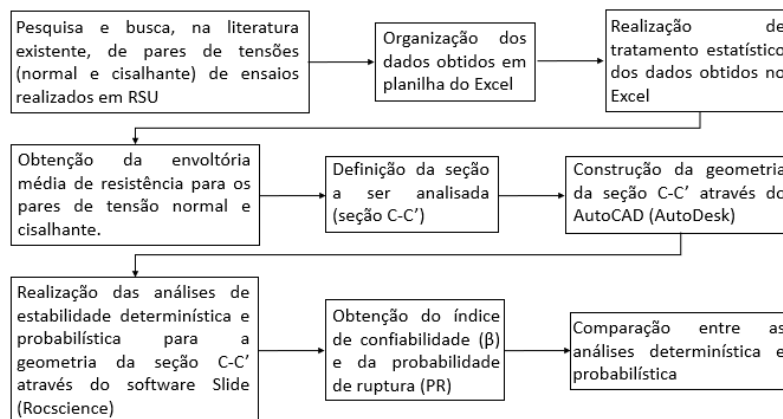 Pesquisa e busca, na literatura
existente, de pares de tensões
(normal e cisalhante) de ensaios
realizados em RSU
Organização dos
dados obtidos em
planilha do Excel
Realização de
tratamento estatístico
dos dados obtidos no
Excel
Obtenção da envoltória
média de resistência para os
pares de tensão normal e
cisalhante.
Definição da seção
a ser analisada
(seção C-C’)
Construção da geometria
da seção C-C’ através do
AutoCAD (AutoDesk)
Realização das análises de
estabilidade determinística e
probabilística para a
geometria da seção C-C’
através do software Slide
(Rocscience)
Obtenção do índice
de confiabilidade (β)
e da probabilidade
de ruptura (PR)
Comparação entre as
análises determinística e
probabilística